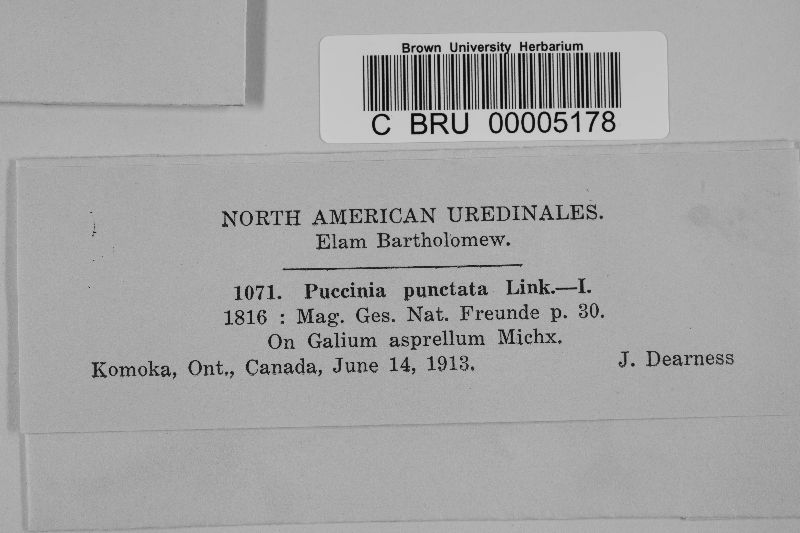 Brown University Herbarium
C BRU 00005178
NORTH AMERICAN UREDINALES.
Elam Bartholomew.
1071. Puccinia punctata Link.—I.
1816 : Mag. Ges. Nat. Freunde p. 30.
On Galium asprellum Michx.
Komoka, Ont., Canada, June 14, 1913. J. Dearness